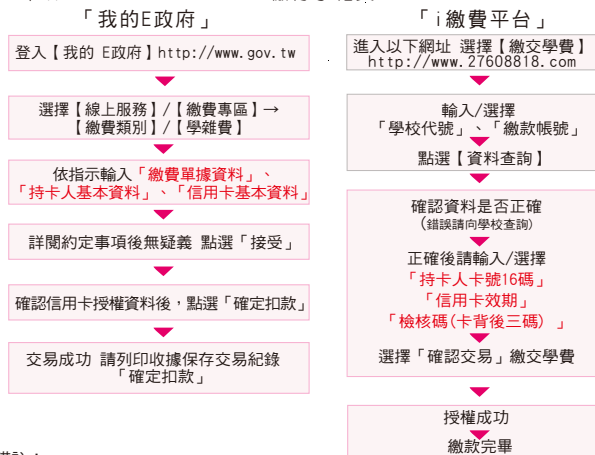 「我的E政府」
登入【我的 E政府】http://www.gov.tw
選擇【線上服務】/【繳費專區】→
【繳費類別】/【學雜費】
依指示輸入「繳費單據資料」、
「持卡人基本資料」、「信用卡基本資料」
詳閱約定事項後無疑義 點選「接受」
確認信用卡授權資料後，點選「確定扣款」
交易成功 請列印收據保存交易紀錄
「確定扣款」
「i繳費平台」
進入以下網址 選擇【繳交學費】
http://www.27608818.com
輸入/選擇
「學校代號」、「繳款帳號」
點選【資料查詢】
確認資料是否正確
(錯誤請向學校查詢)
正確後請輸入/選擇
「持卡人卡號16碼」
「信用卡效期」
「檢核碼(卡背後三碼) 」
選擇「確認交易」繳交學費
授權成功
繳款完畢